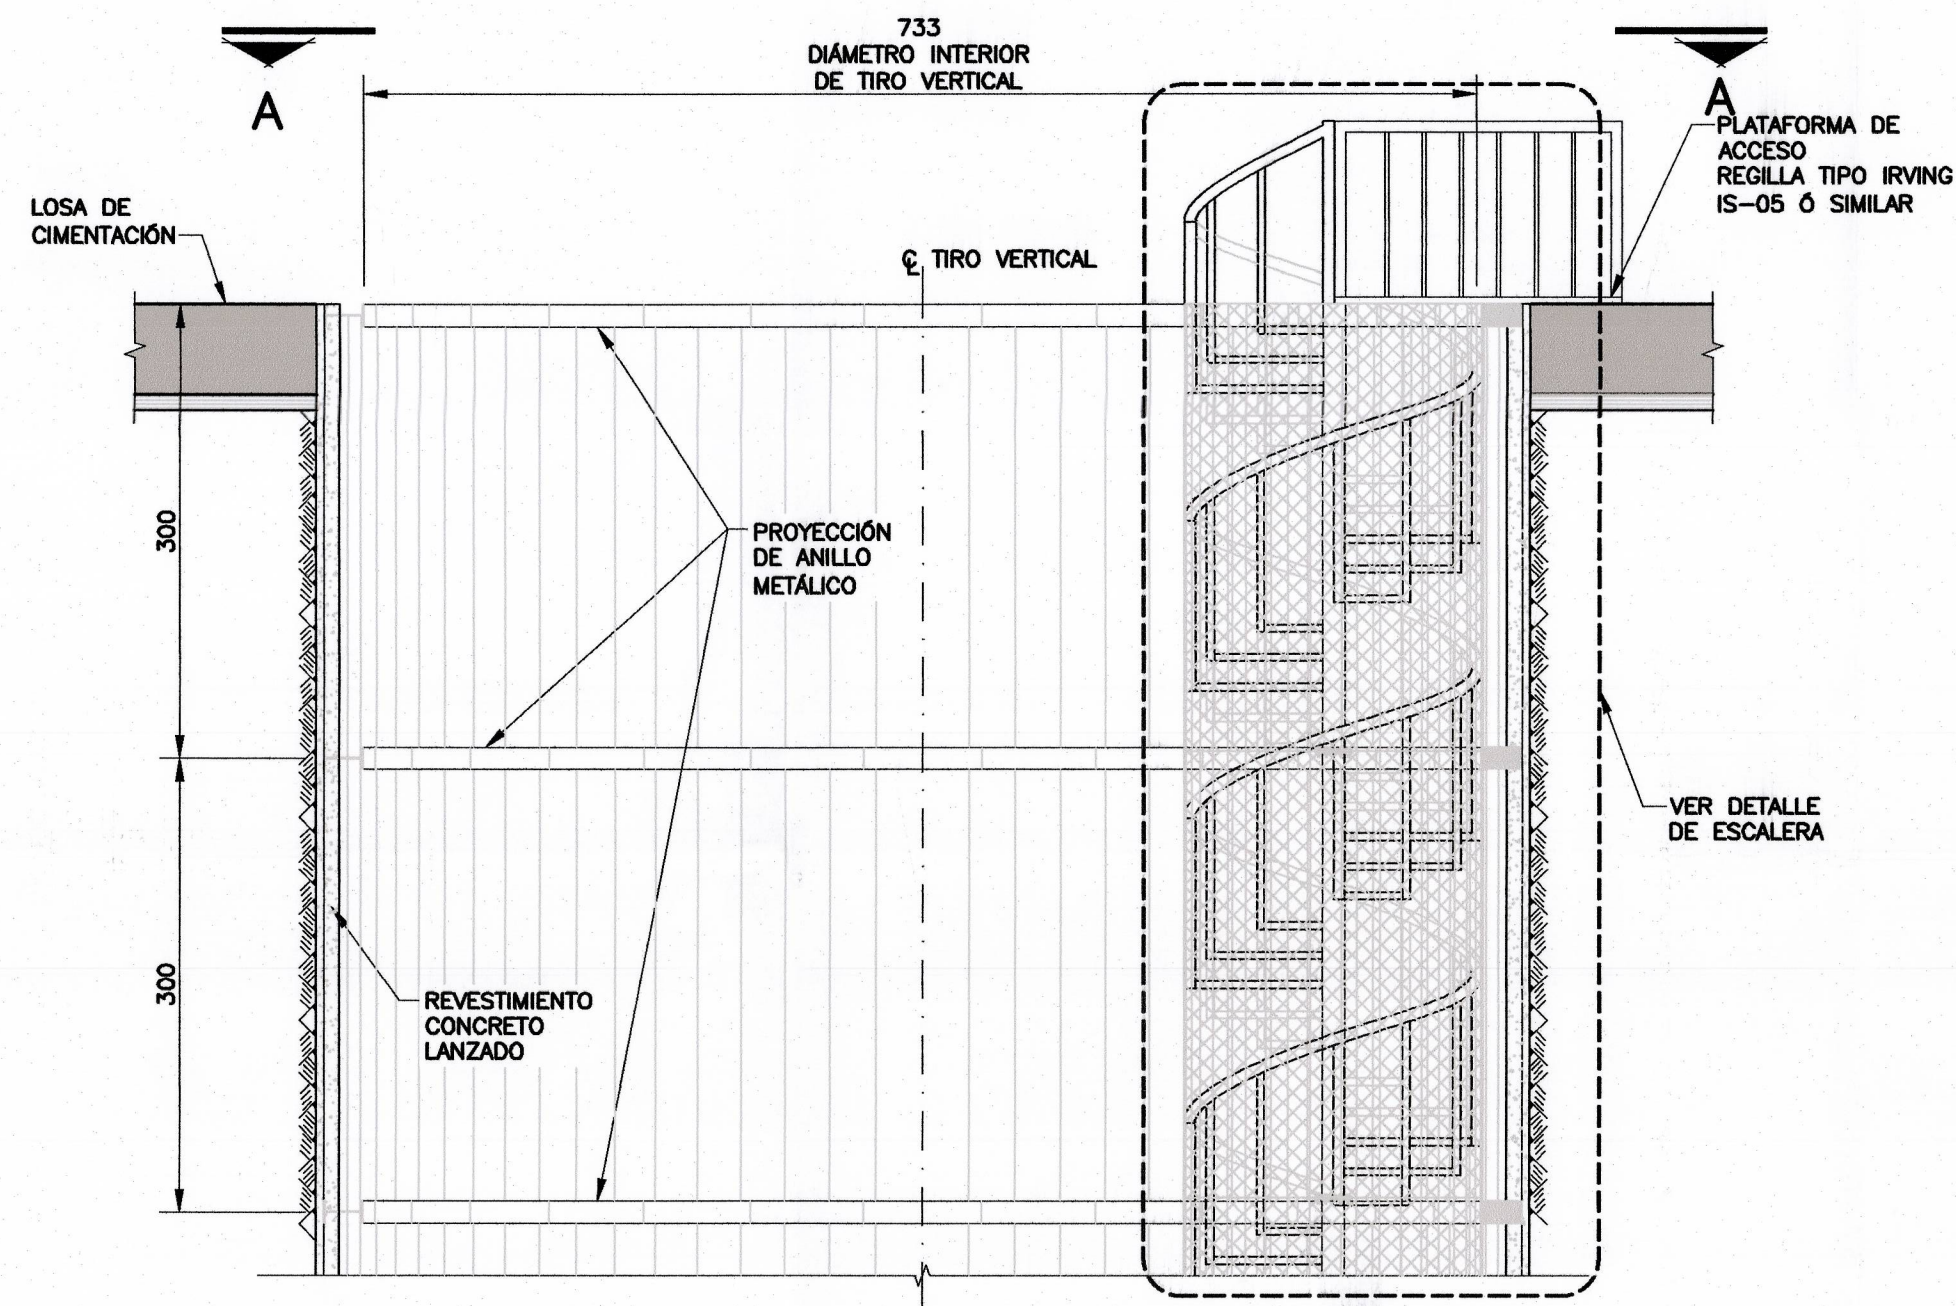 733
DIÁMETRO INTERIOR
DE TIRO VERTICAL
A
A
PLATAFORMA DE
ACCESO
REGILLA TIPO IRVING
IS-05 Ó SIMILAR
LOSA DE
CIMENTACIÓN
℄ TIRO VERTICAL
300
PROYECCIÓN
DE ANILLO
METÁLICO
VER DETALLE
DE ESCALERA
300
REVESTIMIENTO
CONCRETO
LANZADO